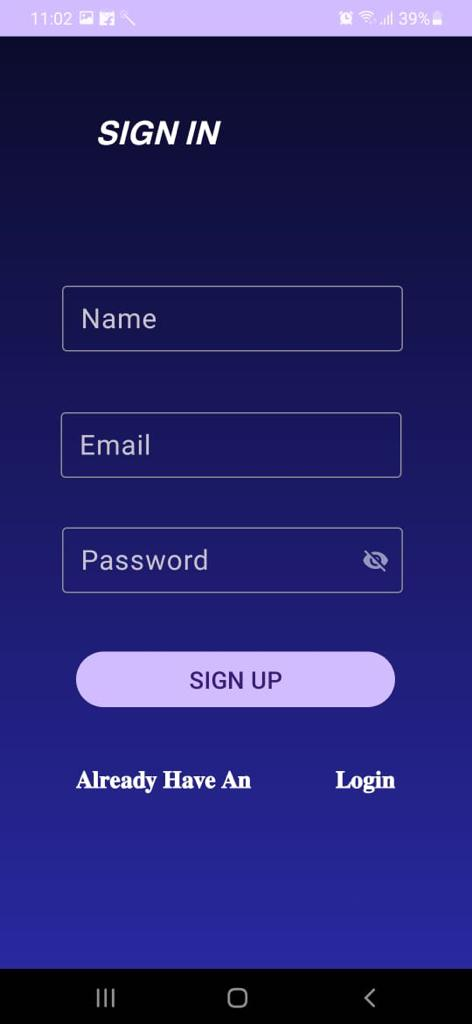 11:02 39%
SIGN IN
Name
Email
Password
SIGN UP
Already Have An Login